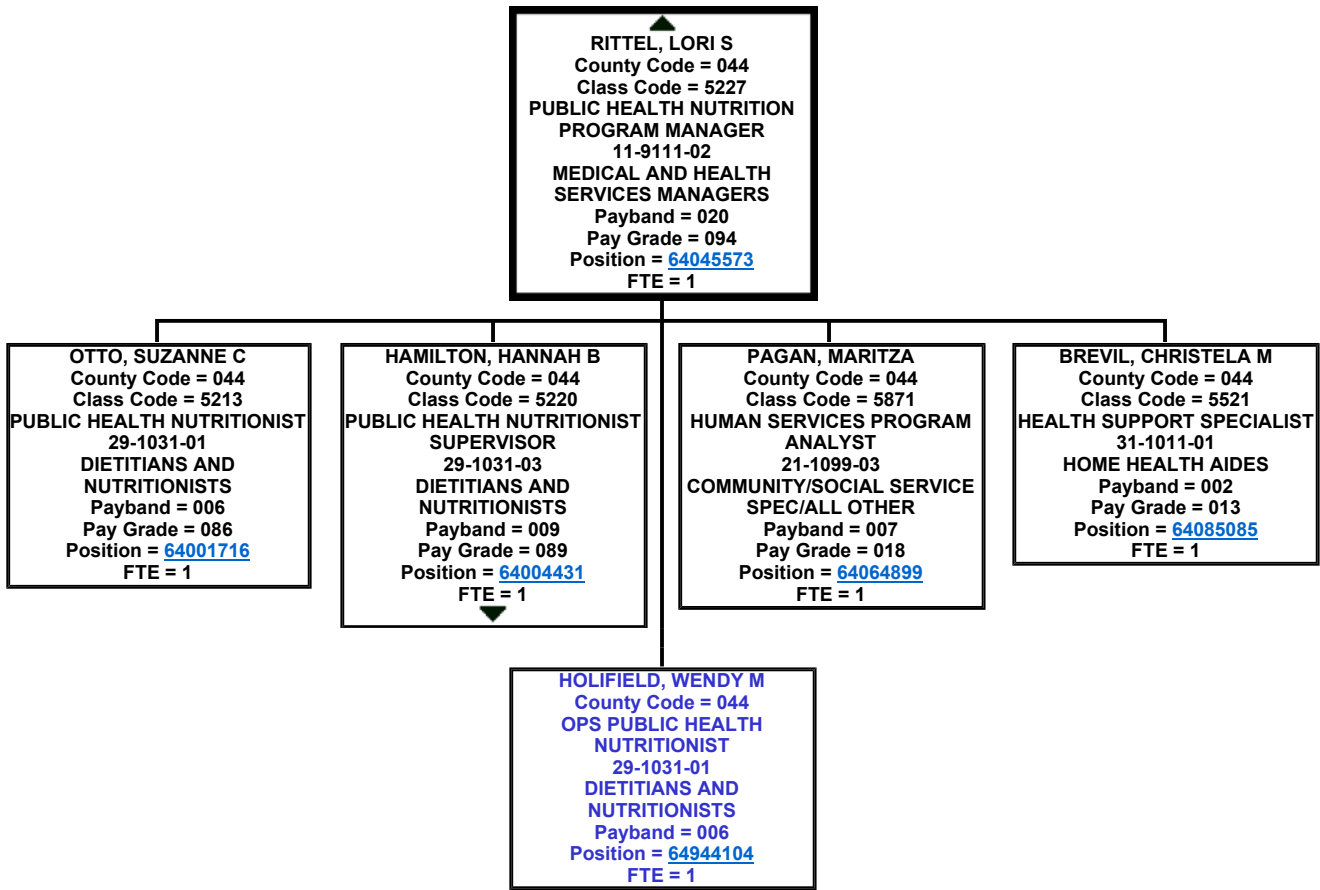 RITTEL, LORI S
County Code = 044
Class Code = 5227
PUBLIC HEALTH NUTRITION
PROGRAM MANAGER
11-9111-02
MEDICAL AND HEALTH
SERVICES MANAGERS
Payband = 020
Pay Grade = 094
Position = 64045573
FTE = 1
OTTO, SUZANNE C
County Code = 044
Class Code = 5213
PUBLIC HEALTH NUTRITIONIST
29-1031-01
DIETITIANS AND
NUTRITIONISTS
Payband = 006
Pay Grade = 086
Position = 64001716
FTE = 1
HAMILTON, HANNAH B
County Code = 044
Class Code = 5220
PUBLIC HEALTH NUTRITIONIST
SUPERVISOR
29-1031-03
DIETITIANS AND
NUTRITIONISTS
Payband = 009
Pay Grade = 089
Position = 64004431
FTE = 1
PAGAN, MARITZA
County Code = 044
Class Code = 5871
HUMAN SERVICES PROGRAM
ANALYST
21-1099-03
COMMUNITY/SOCIAL SERVICE
SPEC/ALL OTHER
Payband = 007
Pay Grade = 018
Position = 64064899
FTE = 1
BREVIL, CHRISTELA M
County Code = 044
Class Code = 5521
HEALTH SUPPORT SPECIALIST
31-1011-01
HOME HEALTH AIDES
Payband = 002
Pay Grade = 013
Position = 64085085
FTE = 1
HOLIFIELD, WENDY M
County Code = 044
OPS PUBLIC HEALTH
NUTRITIONIST
29-1031-01
DIETITIANS AND
NUTRITIONISTS
Payband = 006
Position = 64944104
FTE = 1